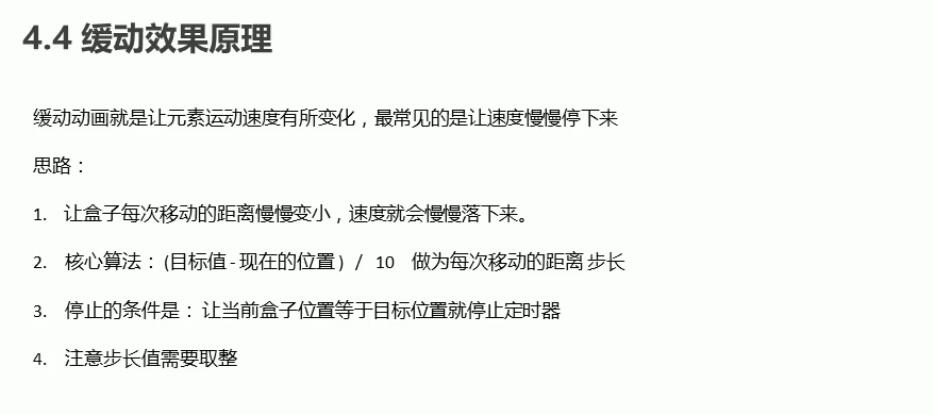 4.4 缓动效果原理
缓动动画就是让元素运动速度有所变化，最常见的是让速度慢慢停下来
思路：
1. 让盒子每次移动的距离慢慢变小，速度就会慢慢落下来。
2. 核心算法：(目标值 - 现在的位置) / 10 做为每次移动的距离 步长
3. 停止的条件是： 让当前盒子位置等于目标位置就停止定时器
4. 注意步长值需要取整